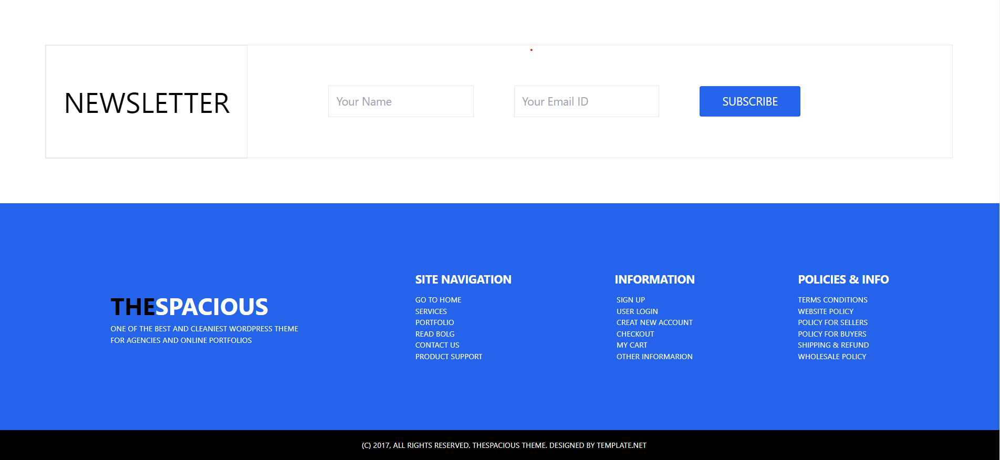 NEWSLETTER
Your Name
Your Email ID
SUBSCRIBE
THESPACIOUS
ONE OF THE BEST AND CLEANIEST WORDPRESS THEME
FOR AGENCIES AND ONLINE PORTFOLIOS
SITE NAVIGATION
GO TO HOME
SERVICES
PORTFOLIO
READ BOLG
CONTACT US
PRODUCT SUPPORT
INFORMATION
SIGN UP
USER LOGIN
CREAT NEW ACCOUNT
CHECKOUT
MY CART
OTHER INFORMARION
POLICIES & INFO
TERMS CONDITIONS
WEBSITE POLICY
POLICY FOR SELLERS
POLICY FOR BUYERS
SHIPPING & REFUND
WHOLESALE POLICY
(C) 2017, ALL RIGHTS RESERVED. THESPACIOUS THEME. DESIGNED BY TEMPLATE.NET